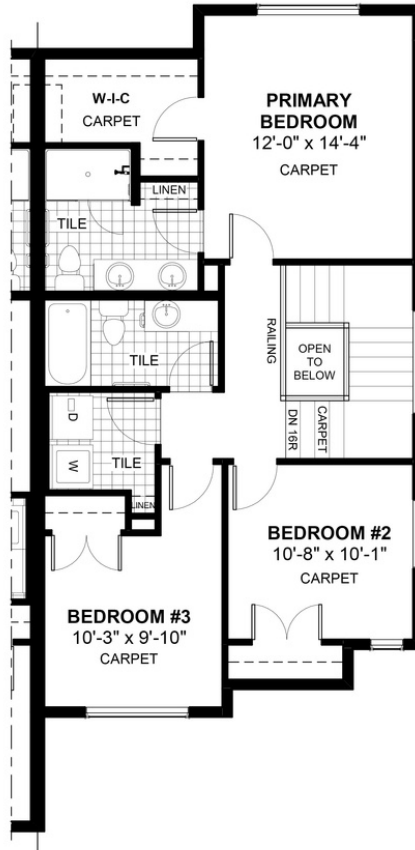 W-I-C
CARPET
PRIMARY
BEDROOM
12'-0" x 14'-4"
CARPET
LINEN
TILE
TILE
RAILING
OPEN
TO
BELOW
CARPET
DN 16R
D
W
TILE
LINEN
BEDROOM #2
10'-8" x 10'-1"
CARPET
BEDROOM #3
10'-3" x 9'-10"
CARPET